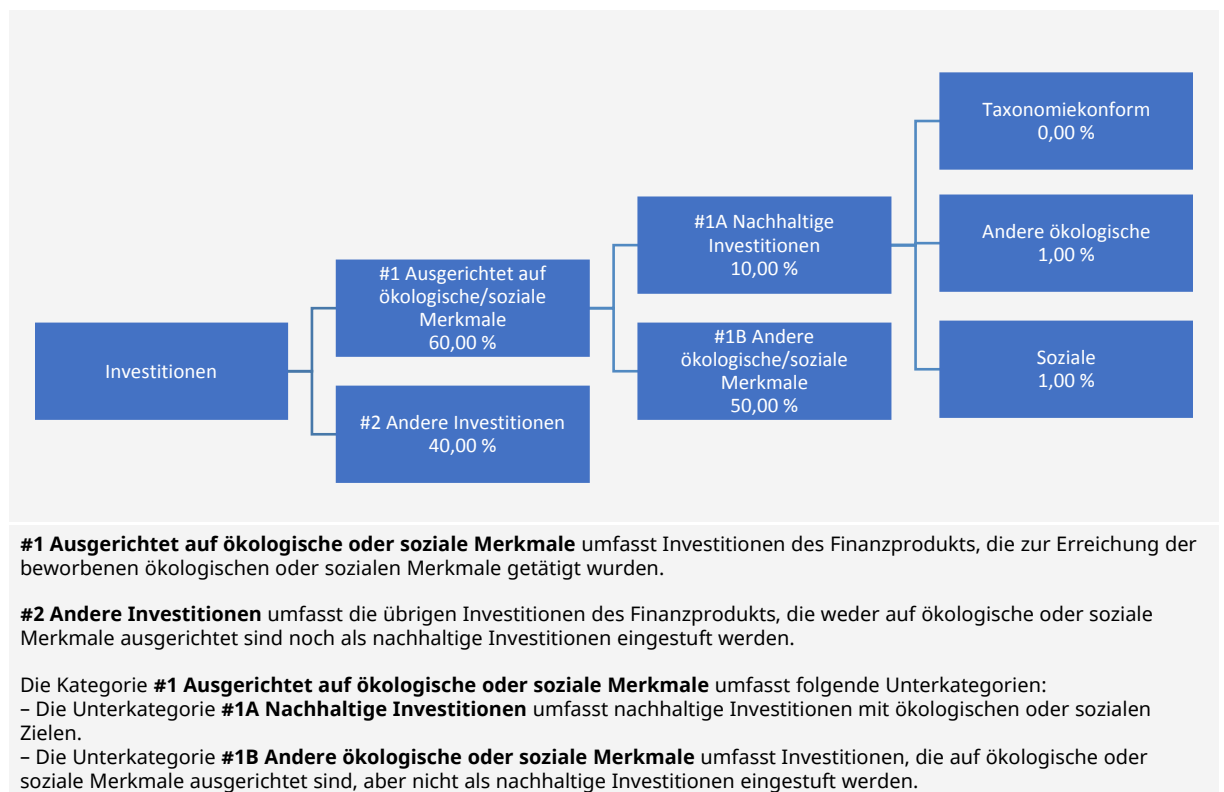 Taxonomiekonform
0,00 %
#1A Nachhaltige
Investitionen
10,00 %
Andere ökologische
1,00 %
#1 Ausgerichtet auf
ökologische/soziale
Merkmale
60,00 %
Investitionen
#1B Andere
ökologische/soziale
Merkmale
50,00 %
Soziale
1,00 %
#2 Andere Investitionen
40,00 %
#1 Ausgerichtet auf ökologische oder soziale Merkmale umfasst Investitionen des Finanzprodukts, die zur Erreichung der
beworbenen ökologischen oder sozialen Merkmale getätigt wurden.
#2 Andere Investitionen umfasst die übrigen Investitionen des Finanzprodukts, die weder auf ökologische oder soziale
Merkmale ausgerichtet sind noch als nachhaltige Investitionen eingestuft werden.
Die Kategorie #1 Ausgerichtet auf ökologische oder soziale Merkmale umfasst folgende Unterkategorien:
– Die Unterkategorie #1A Nachhaltige Investitionen umfasst nachhaltige Investitionen mit ökologischen oder sozialen
Zielen.
– Die Unterkategorie #1B Andere ökologische oder soziale Merkmale umfasst Investitionen, die auf ökologische oder
soziale Merkmale ausgerichtet sind, aber nicht als nachhaltige Investitionen eingestuft werden.